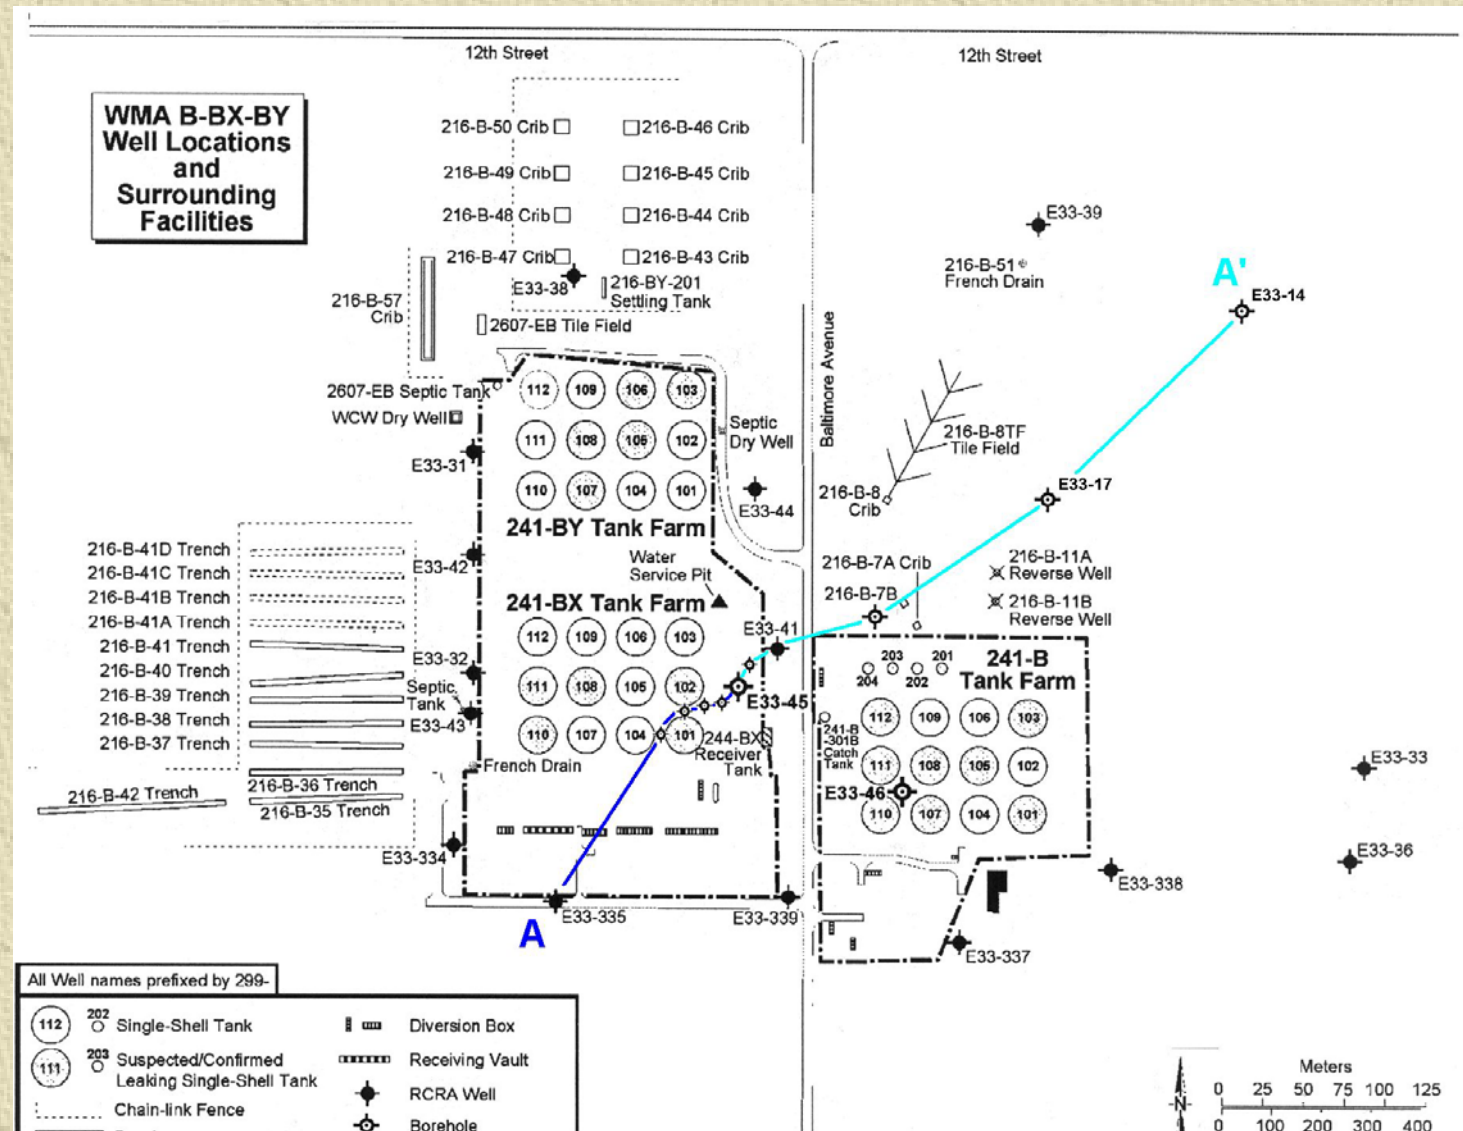 12th Street
12th Street
WMA B-BX-BY
Well Locations
and
Surrounding
Facilities
216-B-50 Crib
216-B-46 Crib
216-B-49 Crib
216-B-45 Crib
216-B-48 Crib
216-B-44 Crib
216-B-47 Crib
216-B-43 Crib
E33-38
216-BY-201
Settling Tank
216-B-57
Crib
2607-EB Tile Field
E33-39
216-B-51
French Drain
A'
E33-14
Baltimore Avenue
2607-EB Septic Tank
WCW Dry Well
112 109 106 103
111 108 105 102
110 107 104 101
241-BY Tank Farm
Septic
Dry Well
E33-31
E33-44
216-B-8TF
Tile Field
216-B-8
Crib
E33-17
216-B-41D Trench
216-B-41C Trench
216-B-41B Trench
216-B-41A Trench
216-B-41 Trench
216-B-40 Trench
216-B-39 Trench
216-B-38 Trench
216-B-37 Trench
216-B-36 Trench
216-B-35 Trench
216-B-42 Trench
E33-42
Water
Service Pit
241-BX Tank Farm
216-B-7A Crib
216-B-7B
216-B-11A
Reverse Well
216-B-11B
Reverse Well
E33-41
E33-32
Septic
Tank
E33-43
112 109 106 103
111 108 105 102
110 107 104 101
E33-45
244-BX
Receiver
Tank
French Drain
203 201
204 202
241-B
Tank Farm
112 109 106 103
111 108 105 102
110 107 104 101
241-B
-301B
Catch
Tank
E33-46
E33-33
E33-36
E33-334
E33-335
E33-339
E33-338
E33-337
A
All Well names prefixed by 299-
112 202 Single-Shell Tank
111 203 Suspected/Confirmed
Leaking Single-Shell Tank
Chain-link Fence
Diversion Box
Receiving Vault
RCRA Well
Borehole
N
Meters
0 25 50 75 100 125
0 100 200 300 400